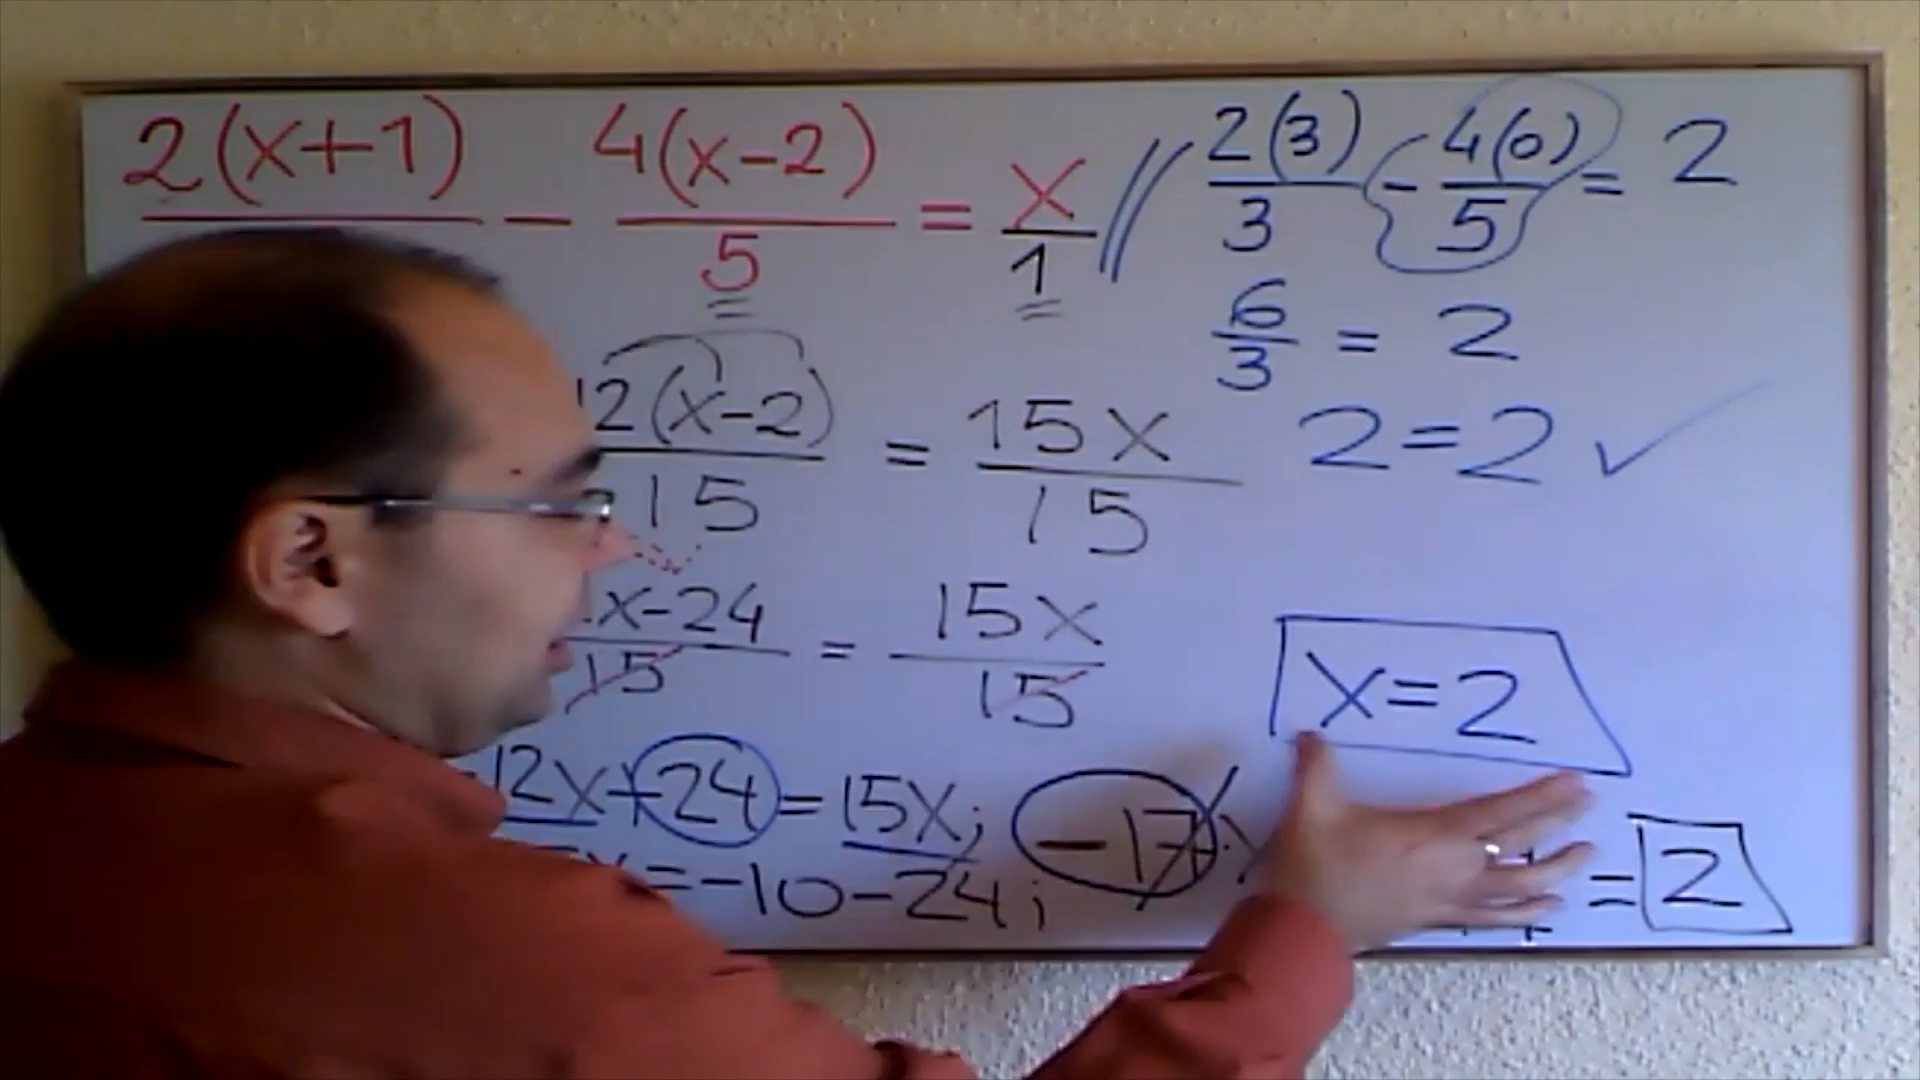 2(x+1) / - 4(x-2) / 5 = x / 1 // 2(3) / 3 - 4(0) / 5 = 2
6 / 3 = 2
12(x-2) / 15 = 15x / 15
2=2 ✓
x-24 / 15 = 15x / 15
x=2
12x+24=15x; -17
=-10-24;
=2